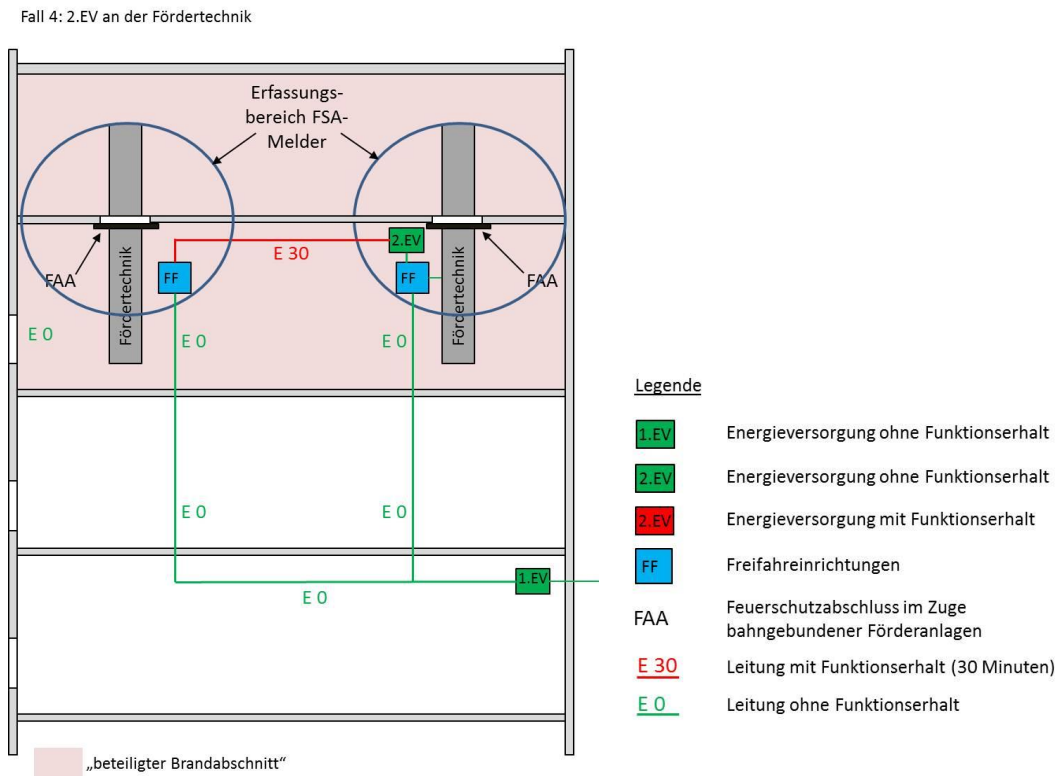 Fall 4: 2.EV an der Fördertechnik
Erfassungs-
bereich FSA-
Melder
2.EV
E 30
FAA
FF
Fördertechnik
FF
Fördertechnik
FAA
E 0
E 0
E 0
E 0
E 0
1.EV
E 0
„beteiligter Brandabschnitt“
Legende
1.EV Energieversorgung ohne Funktionserhalt
2.EV Energieversorgung ohne Funktionserhalt
2.EV Energieversorgung mit Funktionserhalt
FF Freifahreinrichtungen
FAA Feuerschutzabschluss im Zuge
bahngebundener Förderanlagen
E 30 Leitung mit Funktionserhalt (30 Minuten)
E 0 Leitung ohne Funktionserhalt